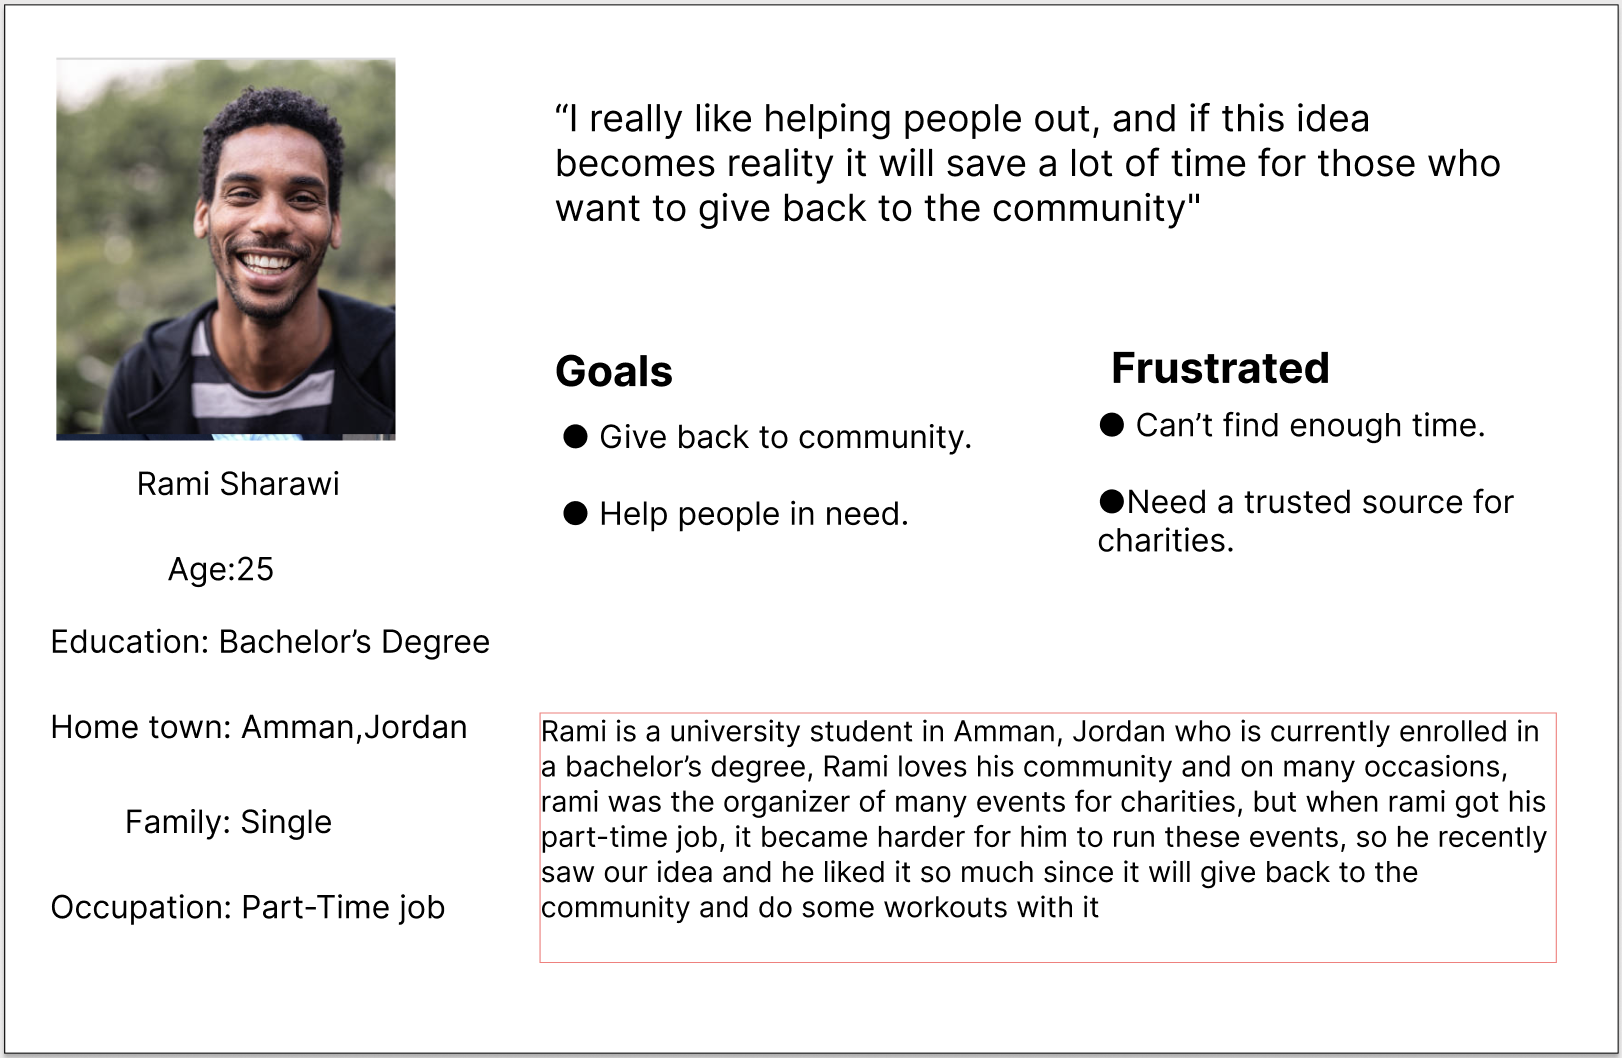 “I really like helping people out, and if this idea
becomes reality it will save a lot of time for those who
want to give back to the community"
Rami Sharawi
Age:25
Education: Bachelor’s Degree
Home town: Amman,Jordan
Family: Single
Occupation: Part-Time job
Goals
● Give back to community.
● Help people in need.
Frustrated
● Can’t find enough time.
●Need a trusted source for
charities.
Rami is a university student in Amman, Jordan who is currently enrolled in
a bachelor’s degree, Rami loves his community and on many occasions,
rami was the organizer of many events for charities, but when rami got his
part-time job, it became harder for him to run these events, so he recently
saw our idea and he liked it so much since it will give back to the
community and do some workouts with it